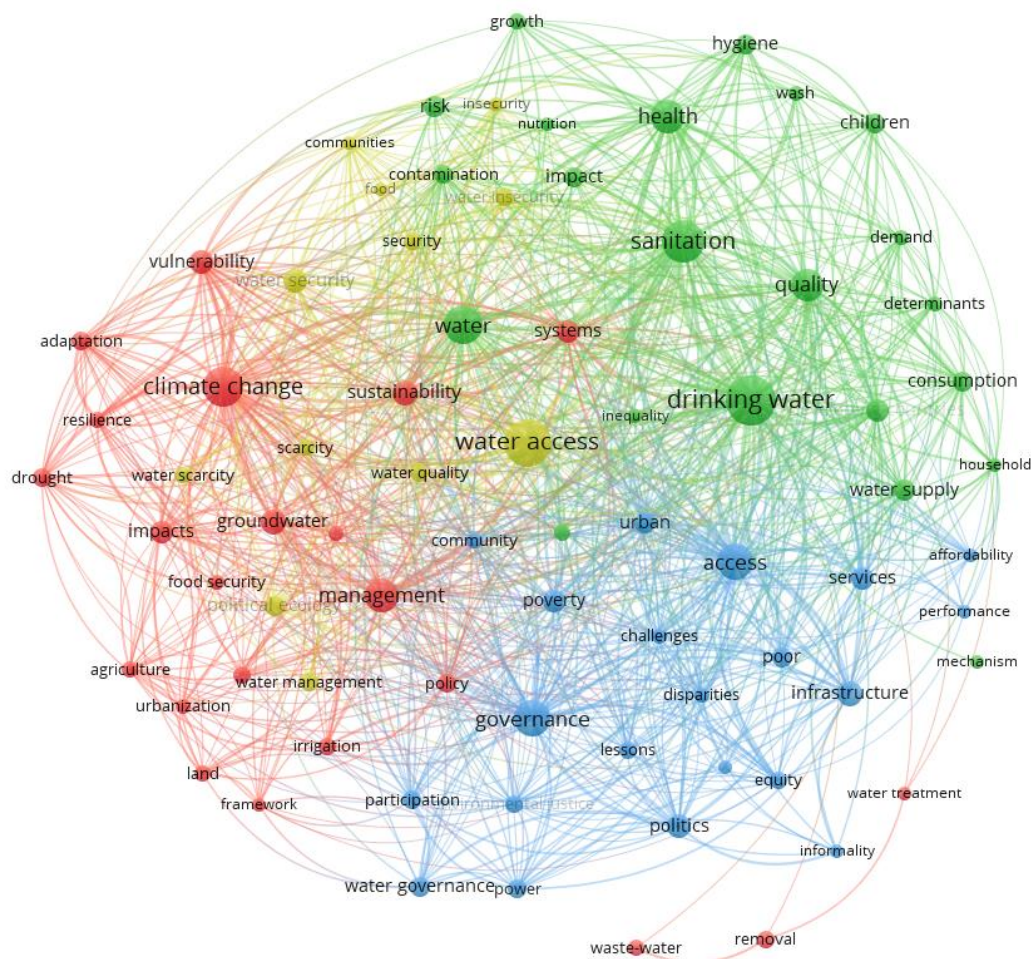 growth
hygiene
wash
insecurity
risk
health
children
nutrition
communities
contamination
impact
food
water insecurity
sanitation
demand
security
vulnerability
water security
quality
determinants
water
systems
adaptation
climate change
sustainability
consumption
drinking water
resilience
inequality
water access
scarcity
household
drought
water scarcity
water quality
water supply
groundwater
urban
impacts
community
affordability
access
services
food security
management
political ecology
poverty
performance
challenges
poor
mechanism
agriculture
water management
policy
disparities
infrastructure
urbanization
governance
irrigation
lessons
land
equity
water treatment
framework
participation
environmental justice
politics
informality
water governance
power
removal
waste-water